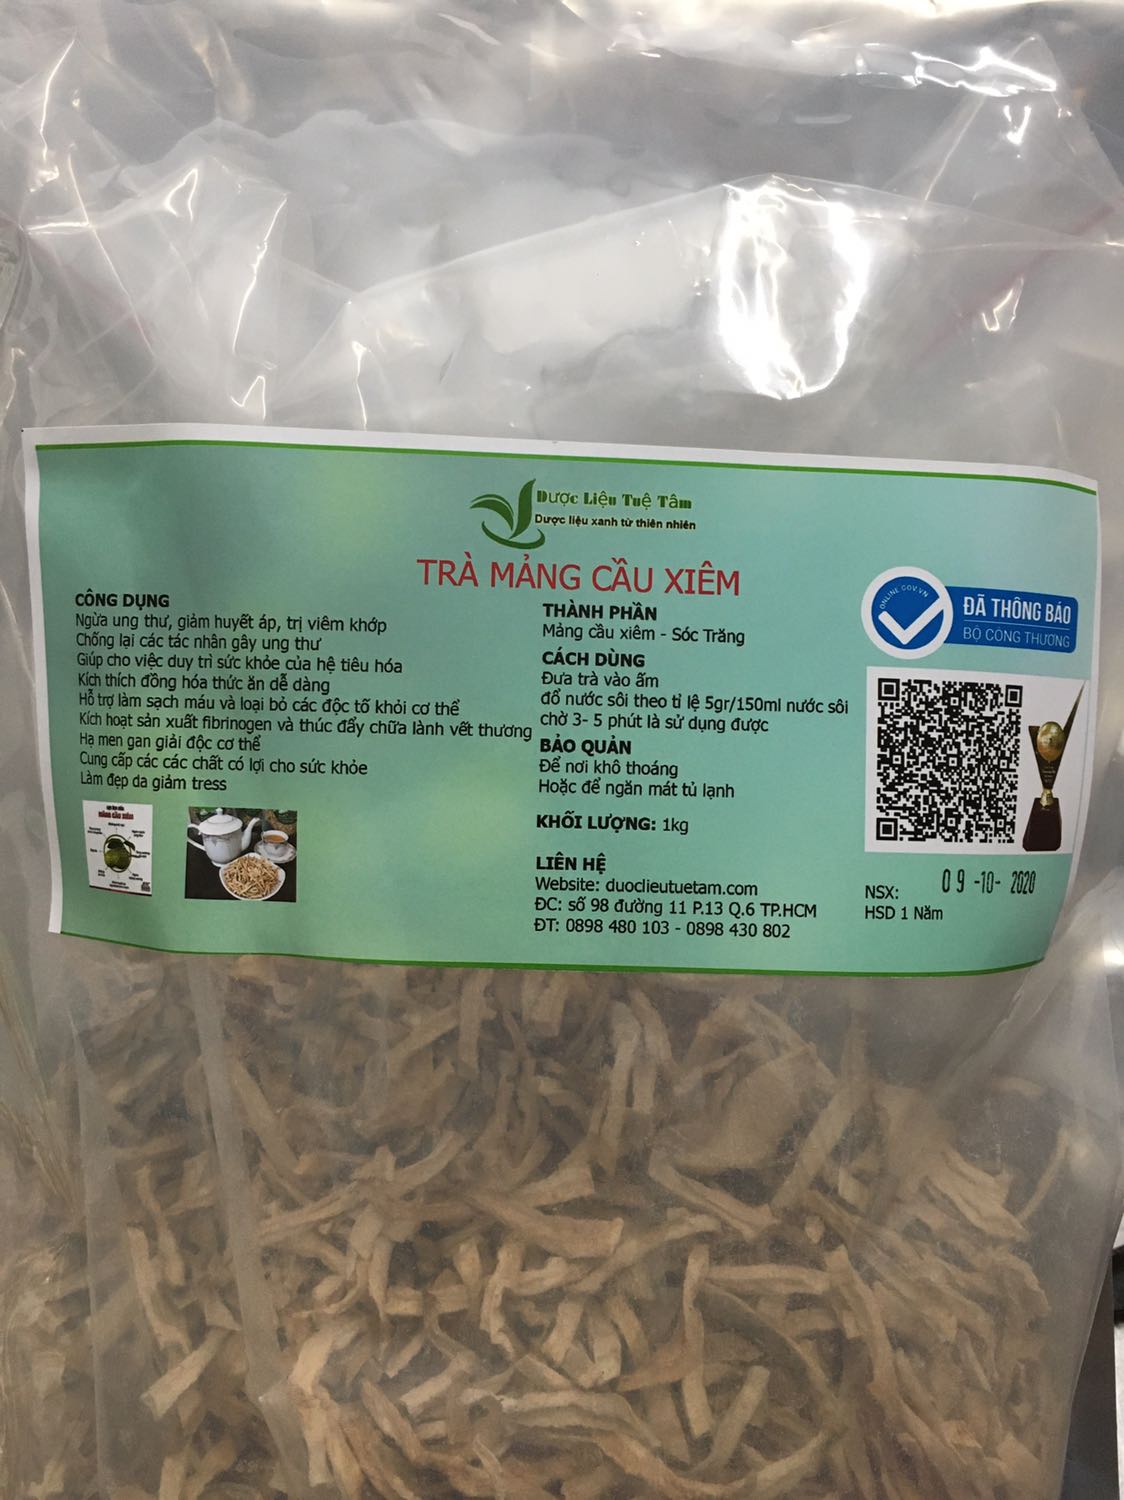 Dược Liệu Tuệ Tâm
Dược liệu xanh từ thiên nhiên
TRÀ MẢNG CẦU XIÊM
CÔNG DỤNG
Ngừa ung thư, giảm huyết áp, trị viêm khớp
Chống lại các tác nhân gây ung thư
Giúp cho việc duy trì sức khỏe của hệ tiêu hóa
Kích thích đồng hóa thức ăn dễ dàng
Hỗ trợ làm sạch máu và loại bỏ các độc tố khỏi cơ thể
Kích hoạt sản xuất fibrinogen và thúc đẩy chữa lành vết thương
Hạ men gan giải độc cơ thể
Cung cấp các các chất có lợi cho sức khỏe
Làm đẹp da giảm tress
MÃNG CẦU XIÊM
THÀNH PHẦN
Mảng cầu xiêm - Sóc Trăng
CÁCH DÙNG
Đưa trà vào ấm
đổ nước sôi theo tỉ lệ 5gr/150ml nước sôi
chờ 3- 5 phút là sử dụng được
BẢO QUẢN
Để nơi khô thoáng
Hoặc để ngăn mát tủ lạnh
KHỐI LƯỢNG: 1kg
LIÊN HỆ
Website: duoclieutuetam.com
ĐC: số 98 đường 11 P.13 Q.6 TP.HCM
ĐT: 0898 480 103 - 0898 430 802
ONLINE.GOV.VN
ĐÃ THÔNG BÁO
BỘ CÔNG THƯƠNG
NSX: 09 -10- 2020
HSD 1 Năm